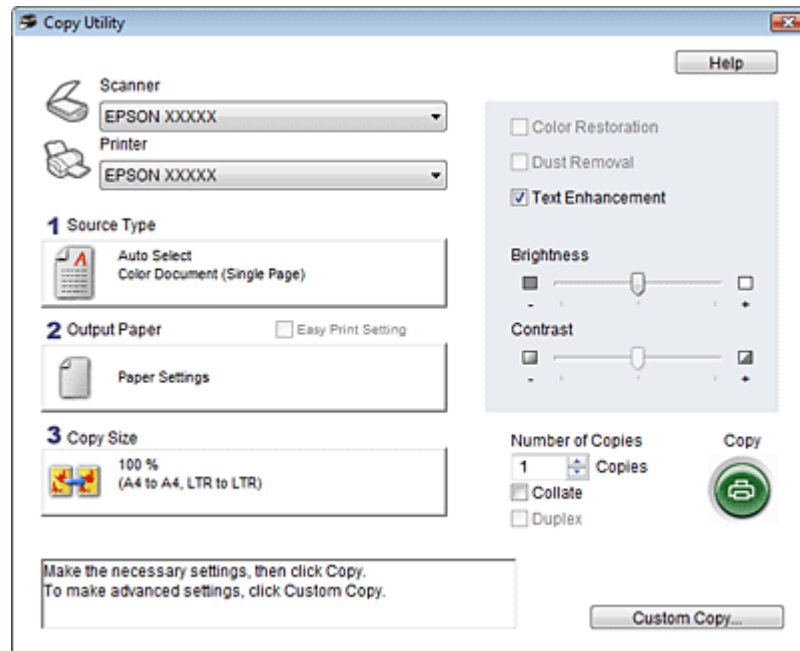 Copy Utility
Help
Scanner
EPSON XXXXX
Printer
EPSON XXXXX
1 Source Type
Auto Select
Color Document (Single Page)
2 Output Paper
Easy Print Setting
Paper Settings
3 Copy Size
100 %
(A4 to A4, LTR to LTR)
Color Restoration
Dust Removal
Text Enhancement
Brightness
- +
Contrast
- +
Number of Copies
1 Copies
Collate
Duplex
Copy
Make the necessary settings, then click Copy.
To make advanced settings, click Custom Copy.
Custom Copy...